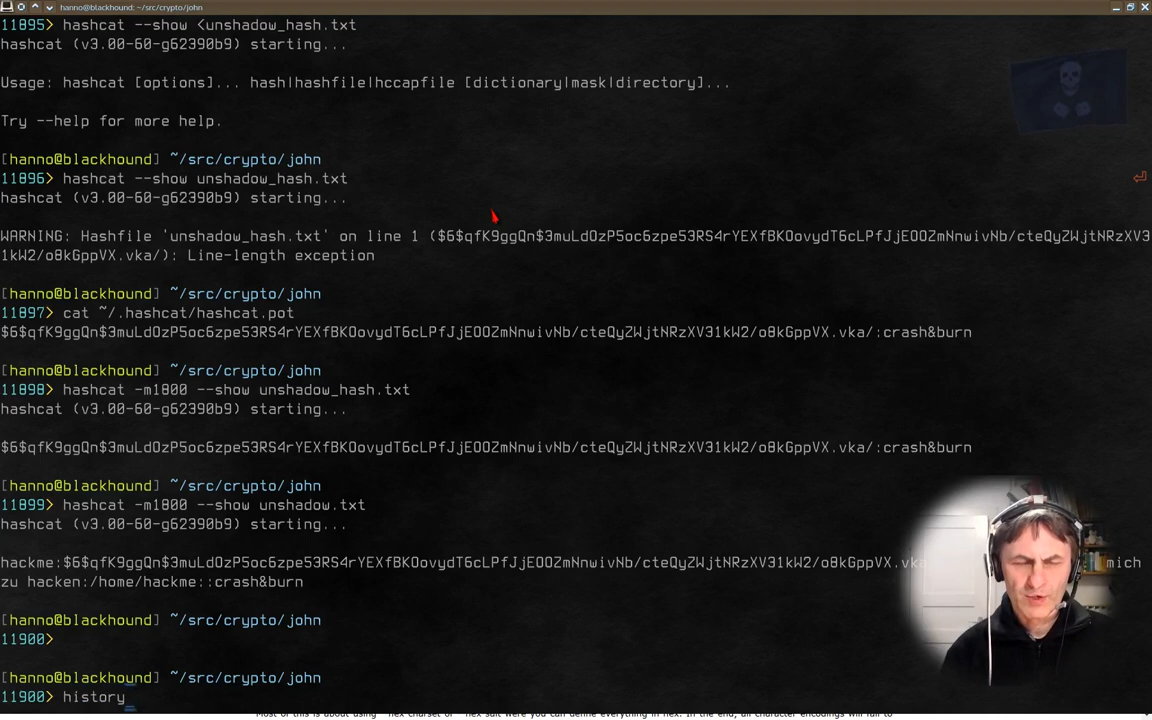 hanno@blackhound: ~/src/crypto/john
11895> hashcat --show <unshadow_hash.txt
hashcat (v3.00-60-g62390b9) starting...
Usage: hashcat [options]... hash|hashfile|hccapfile [dictionary|mask|directory]...
Try --help for more help.
[hanno@blackhound] ~/src/crypto/john
11896> hashcat --show unshadow_hash.txt
hashcat (v3.00-60-g62390b9) starting...
WARNING: Hashfile 'unshadow_hash.txt' on line 1 ($6$qfK9ggQn$3muLdOzP5oc6zpe53RS4rYEXfBKOovydT6cLPfJjEOOZmNnwivNb/cteQyZWjtNRzXV3
1kW2/o8kGppVX.vka/): Line-length exception
[hanno@blackhound] ~/src/crypto/john
11897> cat ~/.hashcat/hashcat.pot
$6$qfK9ggQn$3muLdOzP5oc6zpe53RS4rYEXfBKOovydT6cLPfJjEOOZmNnwivNb/cteQyZWjtNRzXV31kW2/o8kGppVX.vka/:crash&burn
[hanno@blackhound] ~/src/crypto/john
11898> hashcat -m1800 --show unshadow_hash.txt
hashcat (v3.00-60-g62390b9) starting...
$6$qfK9ggQn$3muLdOzP5oc6zpe53RS4rYEXfBKOovydT6cLPfJjEOOZmNnwivNb/cteQyZWjtNRzXV31kW2/o8kGppVX.vka/:crash&burn
[hanno@blackhound] ~/src/crypto/john
11899> hashcat -m1800 --show unshadow.txt
hashcat (v3.00-60-g62390b9) starting...
hackme:$6$qfK9ggQn$3muLdOzP5oc6zpe53RS4rYEXfBKOovydT6cLPfJjEOOZmNnwivNb/cteQyZWjtNRzXV31kW2/o8kGppVX.vka mich
zu hacken:/home/hackme::crash&burn
[hanno@blackhound] ~/src/crypto/john
11900>
[hanno@blackhound] ~/src/crypto/john
11900> history